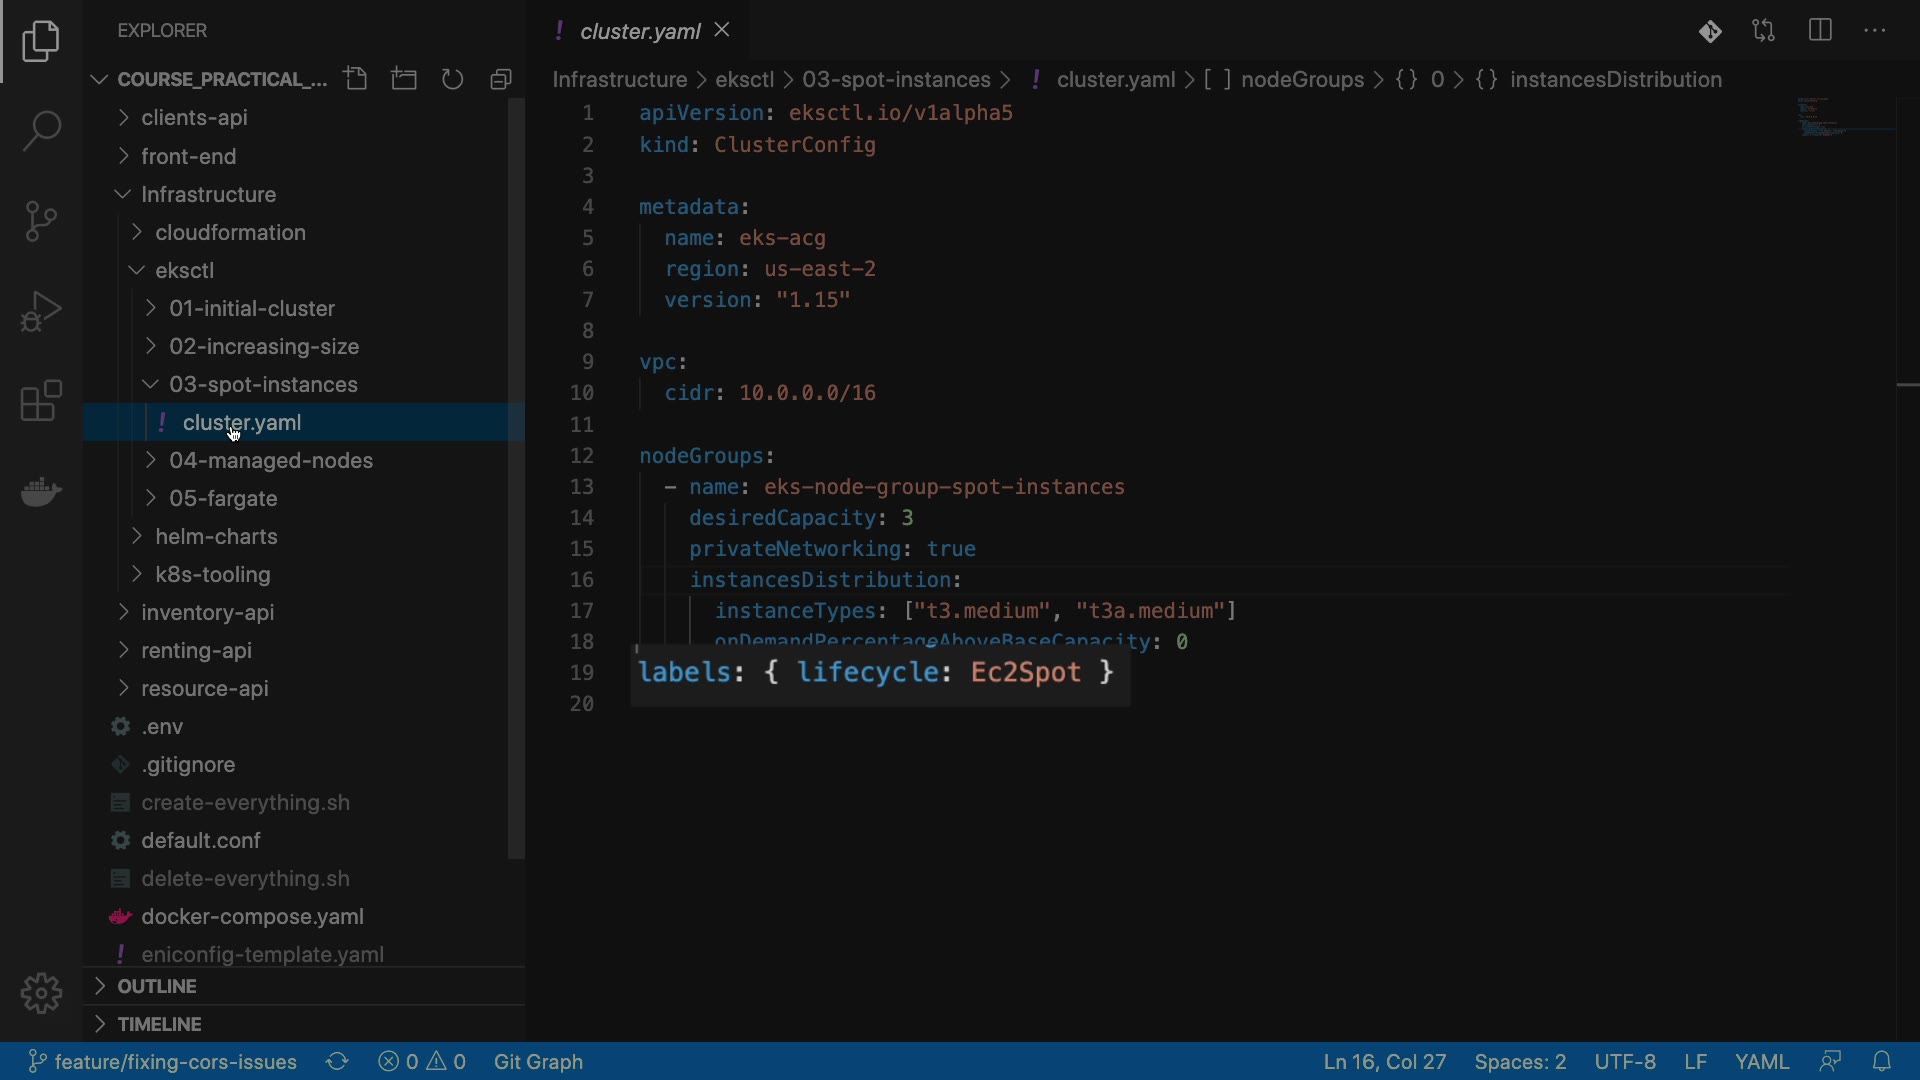 EXPLORER
COURSE_PRACTICAL_...
clients-api
front-end
Infrastructure
cloudformation
eksctl
01-initial-cluster
02-increasing-size
03-spot-instances
! cluster.yaml
04-managed-nodes
05-fargate
helm-charts
k8s-tooling
inventory-api
renting-api
resource-api
.env
.gitignore
create-everything.sh
default.conf
delete-everything.sh
docker-compose.yaml
! eniconfig-template.yaml
OUTLINE
TIMELINE
! cluster.yaml
Infrastructure > eksctl > 03-spot-instances > ! cluster.yaml > [ ] nodeGroups > {} 0 > {} instancesDistribution
1 apiVersion: eksctl.io/v1alpha5
2 kind: ClusterConfig
3
4 metadata:
5 name: eks-acg
6 region: us-east-2
7 version: "1.15"
8
9 vpc:
10 cidr: 10.0.0.0/16
11
12 nodeGroups:
13 - name: eks-node-group-spot-instances
14 desiredCapacity: 3
15 privateNetworking: true
16 instancesDistribution:
17 instanceTypes: ["t3.medium", "t3a.medium"]
18 onDemandPercentageAboveBaseCapacity: 0
19 labels: { lifecycle: Ec2Spot }
20
feature/fixing-cors-issues 0 0 Git Graph Ln 16, Col 27 Spaces: 2 UTF-8 LF YAML